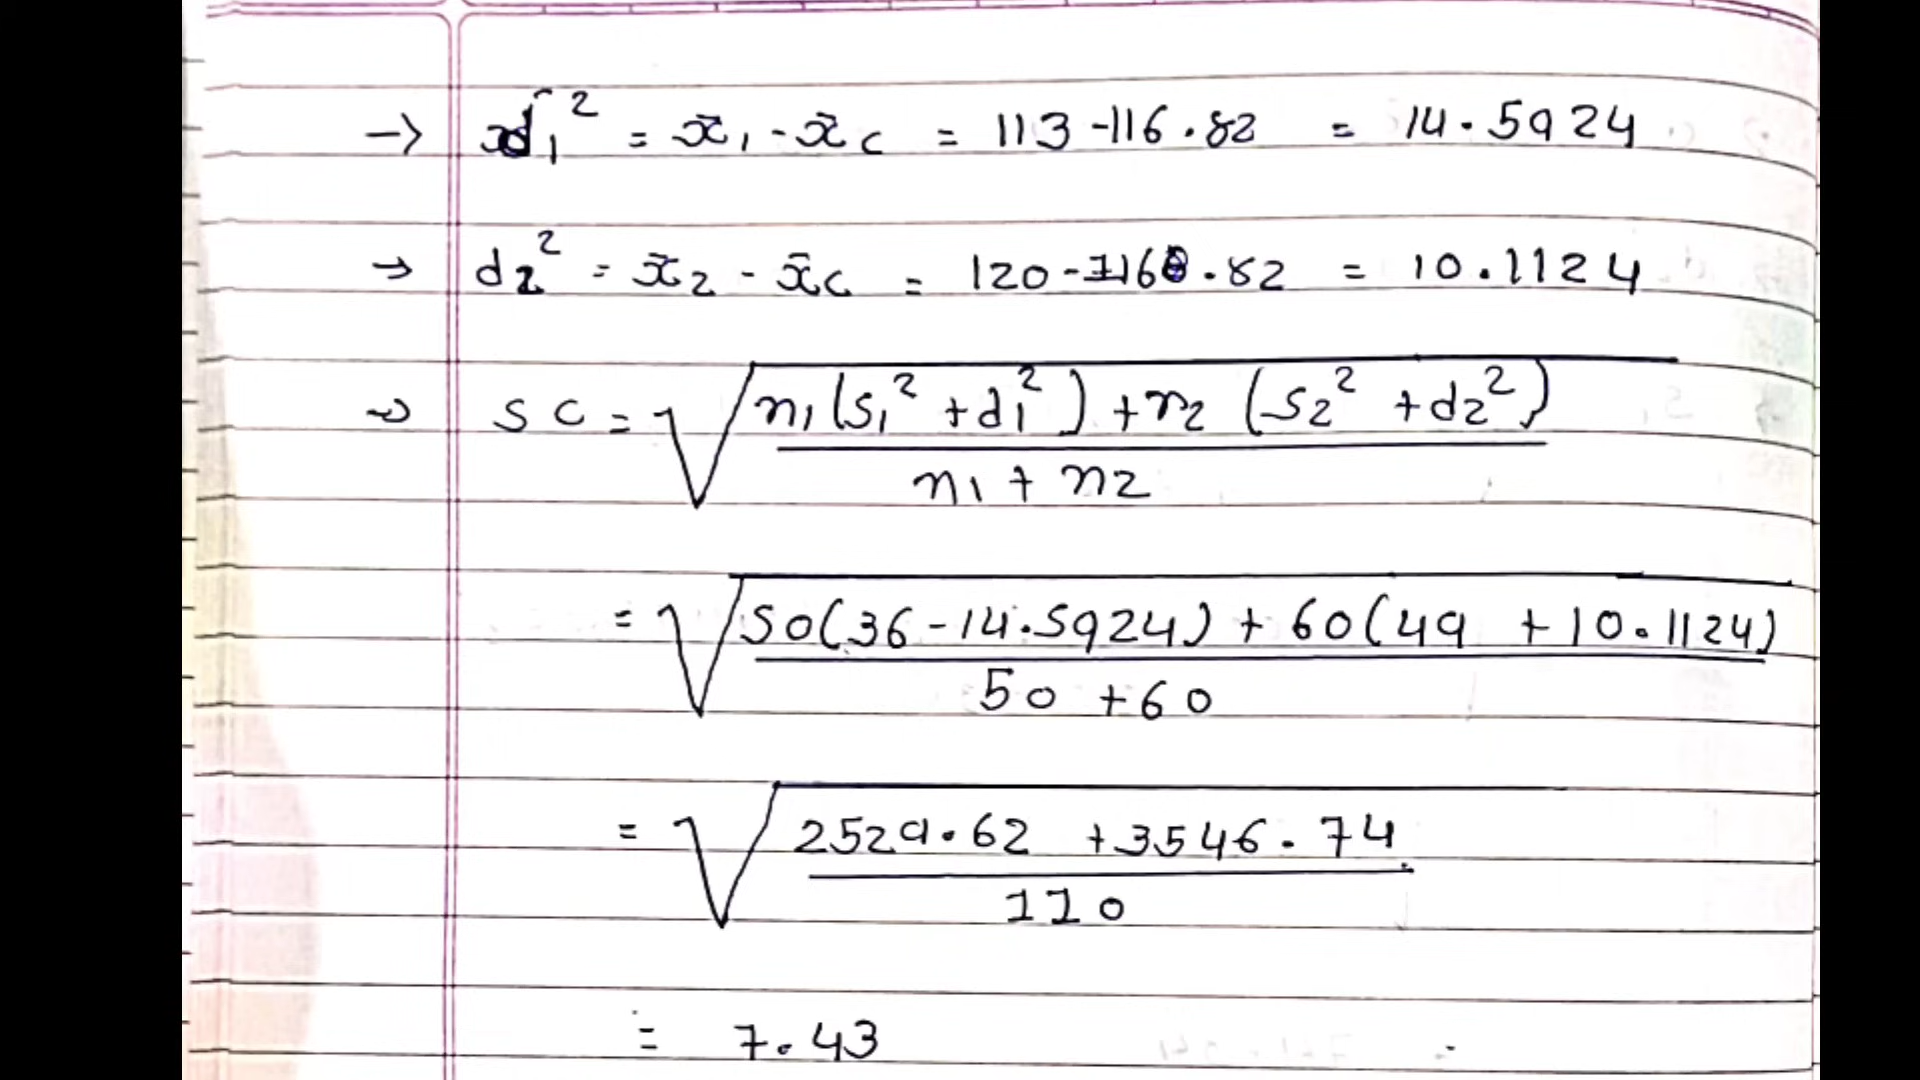 → d₁² = x̄₁ - x̄c = 113 - 116.82 = 14.5924
→ d₂² = x̄₂ - x̄c = 120 - 116.82 = 10.1124
→ SC = √ n₁(s₁² + d₁²) + n₂ (s₂² + d₂²)
n₁ + n₂
= √ 50(36 - 14.5924) + 60(49 + 10.1124)
50 + 60
= √ 2529.62 + 3546.74
110
= 7.43